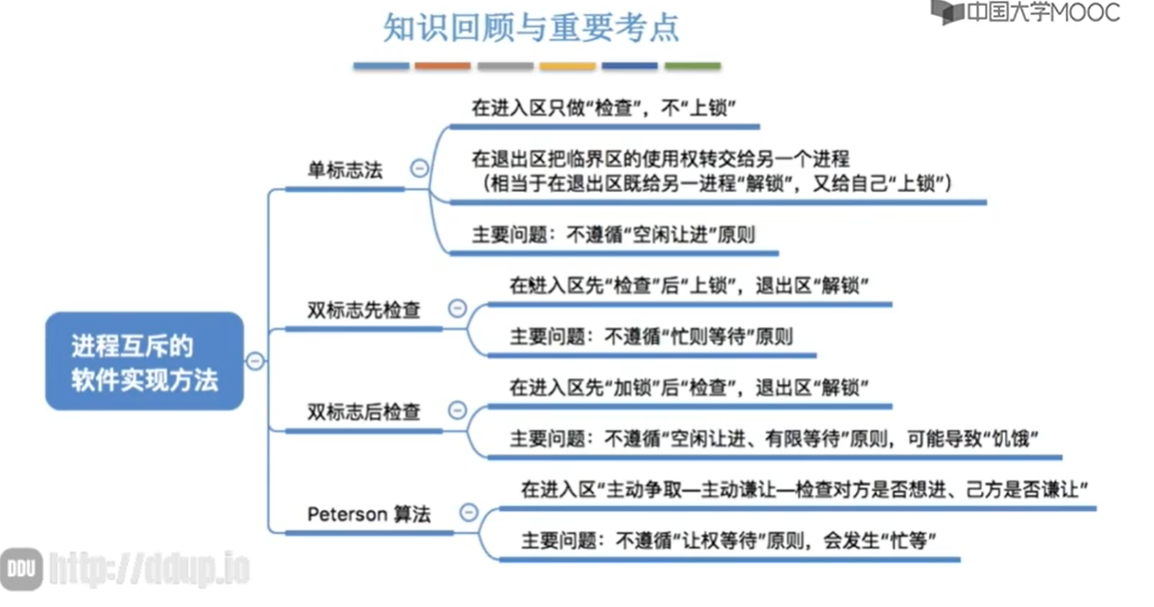 知识回顾与重要考点
中国大学MOOC
在进入区只做“检查”，不“上锁”
单标志法
在退出区把临界区的使用权转交给另一个进程
（相当于在退出区既给另一进程“解锁”，又给自己“上锁”）
主要问题：不遵循“空闲让进”原则
在进入区先“检查”后“上锁”，退出区“解锁”
双标志先检查
主要问题：不遵循“忙则等待”原则
进程互斥的
软件实现方法
在进入区先“加锁”后“检查”，退出区“解锁”
双标志后检查
主要问题：不遵循“空闲让进、有限等待”原则，可能导致“饥饿”
在进入区“主动争取—主动谦让—检查对方是否想进、己方是否谦让”
Peterson 算法
主要问题：不遵循“让权等待”原则，会发生“忙等”
DDU http://ddup.io